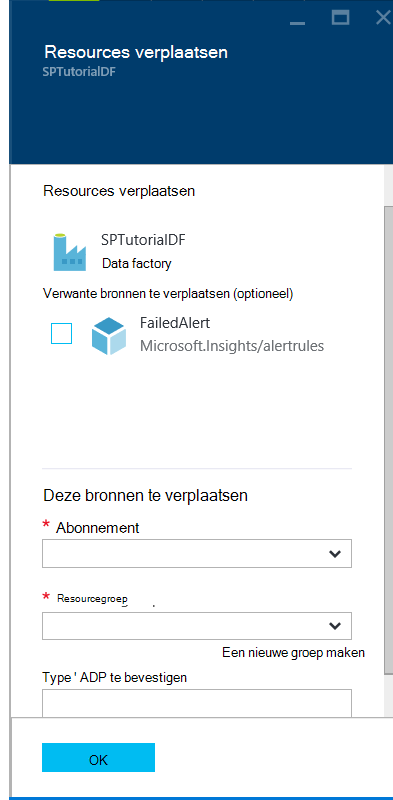 Resources verplaatsen
SPTutorialDF
Resources verplaatsen
SPTutorialDF
Data factory
Verwante bronnen te verplaatsen (optioneel)
FailedAlert
Microsoft.Insights/alertrules
Deze bronnen te verplaatsen
* Abonnement
* Resourcegroep
Een nieuwe groep maken
Type ' ADP te bevestigen
OK